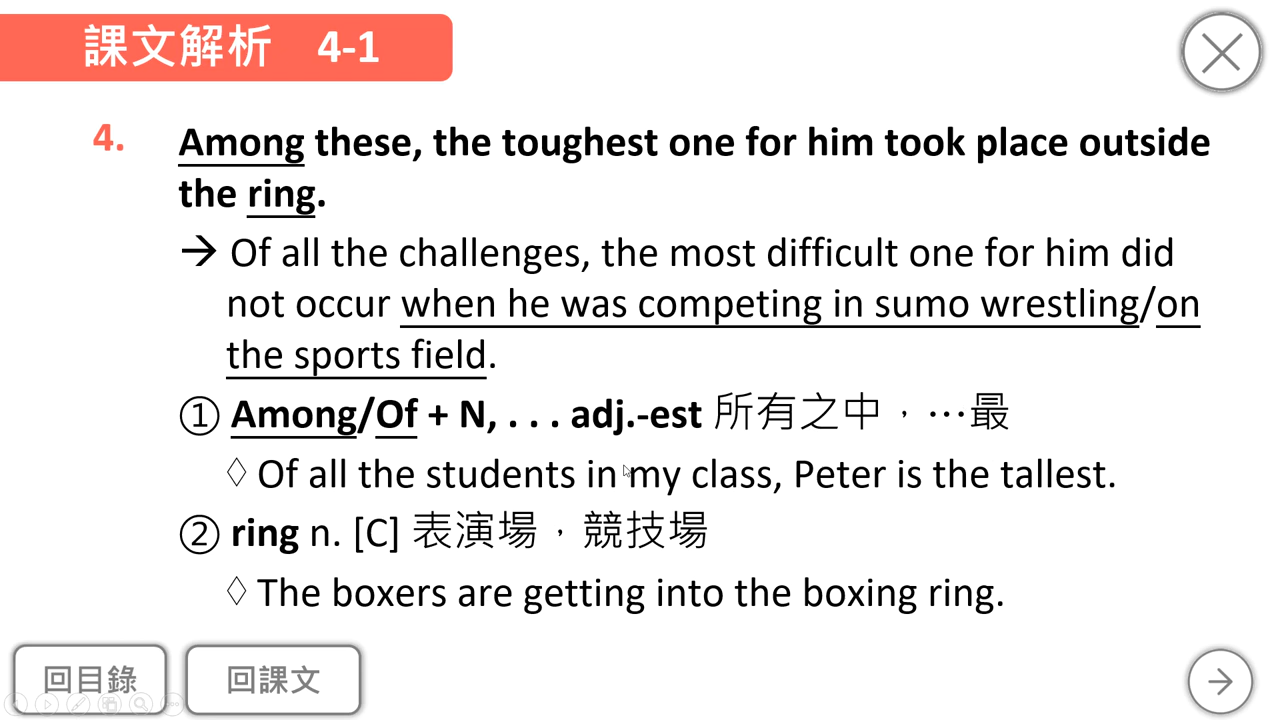 課文解析 4-1
4. Among these, the toughest one for him took place outside
the ring.
→ Of all the challenges, the most difficult one for him did
not occur when he was competing in sumo wrestling/on
the sports field.
① Among/Of + N, . . . adj.-est 所有之中，…最
◊ Of all the students in my class, Peter is the tallest.
② ring n. [C] 表演場，競技場
◊ The boxers are getting into the boxing ring.
回目錄 回課文